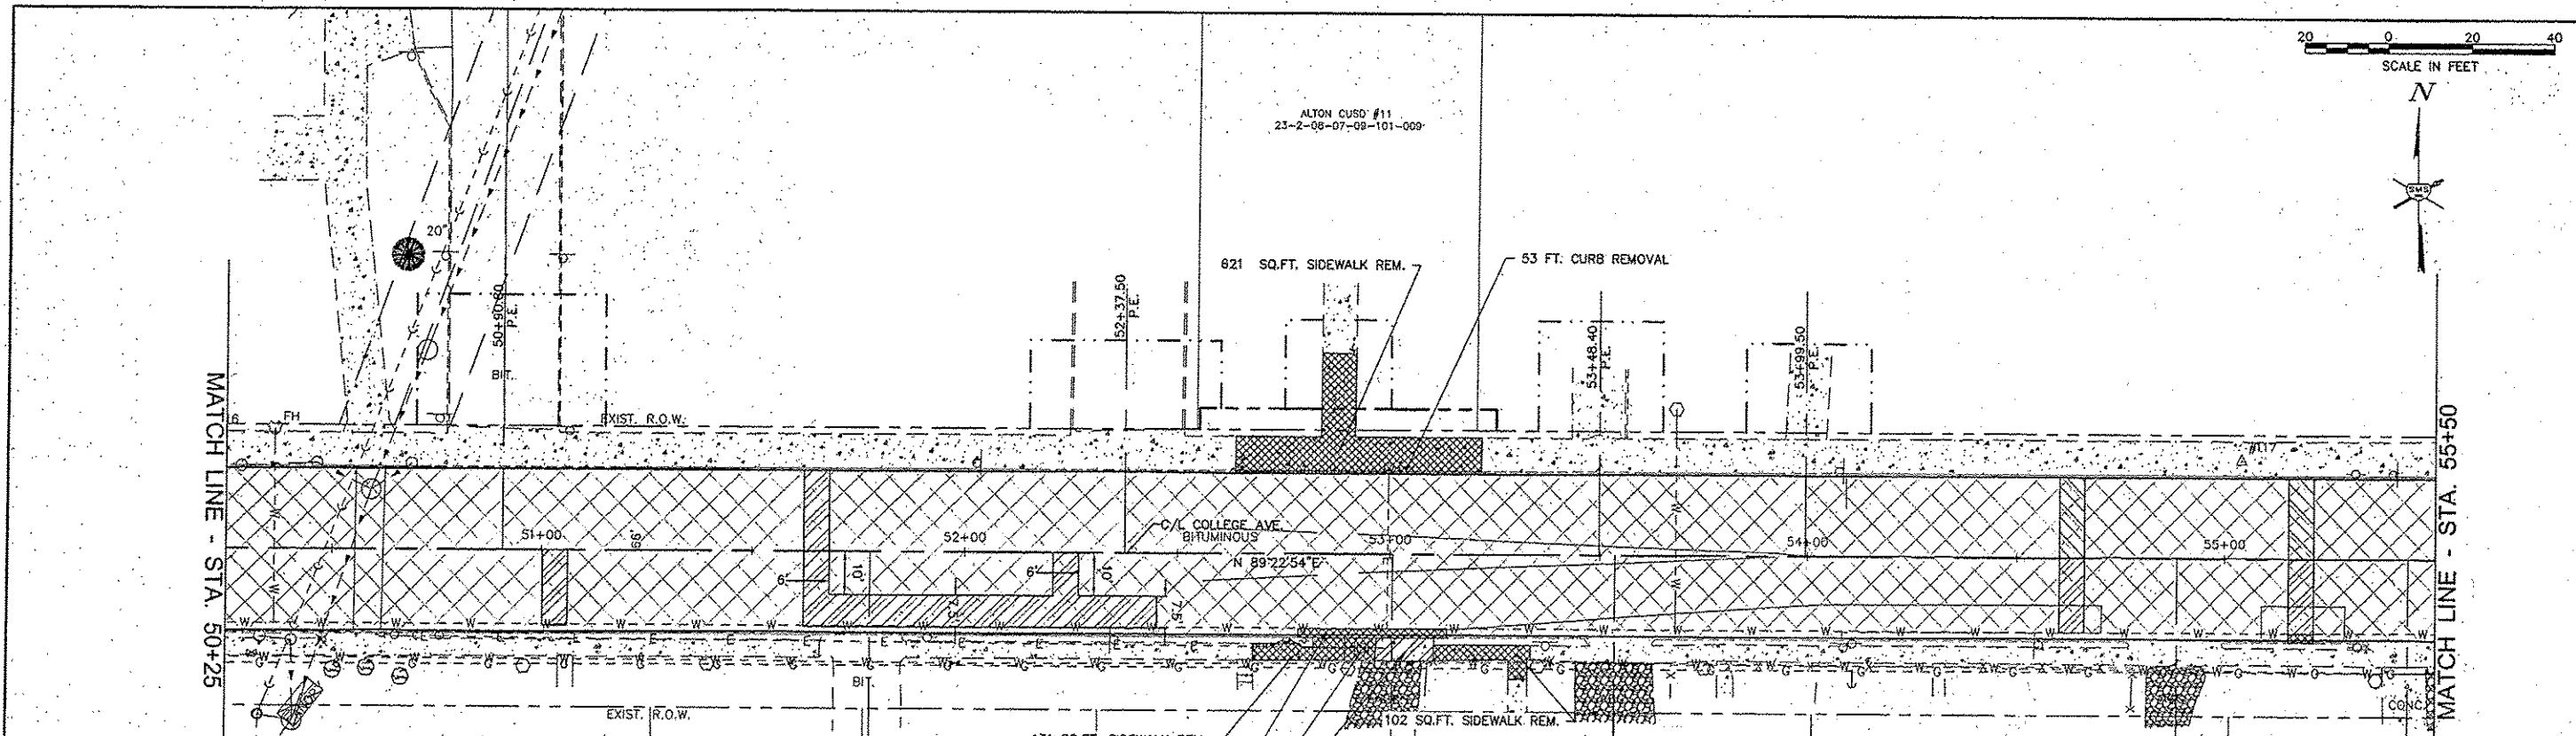 20 0 20 40
SCALE IN FEET
N
SMS
ALTON CUSD #11
23-2-08-07-09-101-009
20"
621 SQ.FT. SIDEWALK REM.
53 FT. CURB REMOVAL
50+90.80
P.E.
52+37.50
P.E.
53+48.40
P.E.
53+99.50
P.E.
BIT.
MATCH LINE - STA. 50+25
MATCH LINE - STA. 55+50
FH
EXIST. R.O.W.
51+00
66'
52+00
C/L COLLEGE AVE.
BITUMINOUS
53+00
54+00
55+00
N 89°22'54"E
6'
10'
6'
10'
7.5'
7.5'
BIT.
EXIST. R.O.W.
102 SQ.FT. SIDEWALK REM.
CONC.